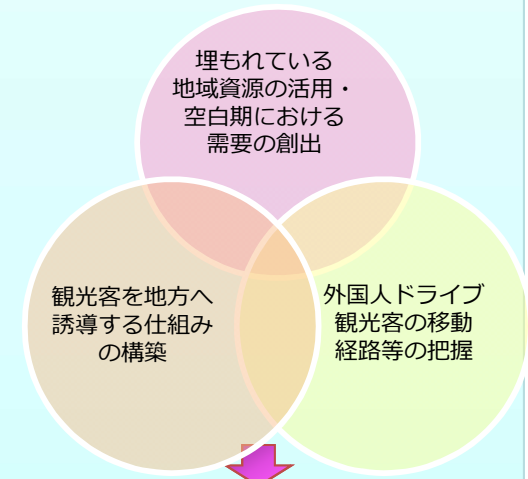 埋もれている
地域資源の活用・
空白期における
需要の創出
観光客を地方へ
誘導する仕組み
の構築
外国人ドライブ
観光客の移動
経路等の把握